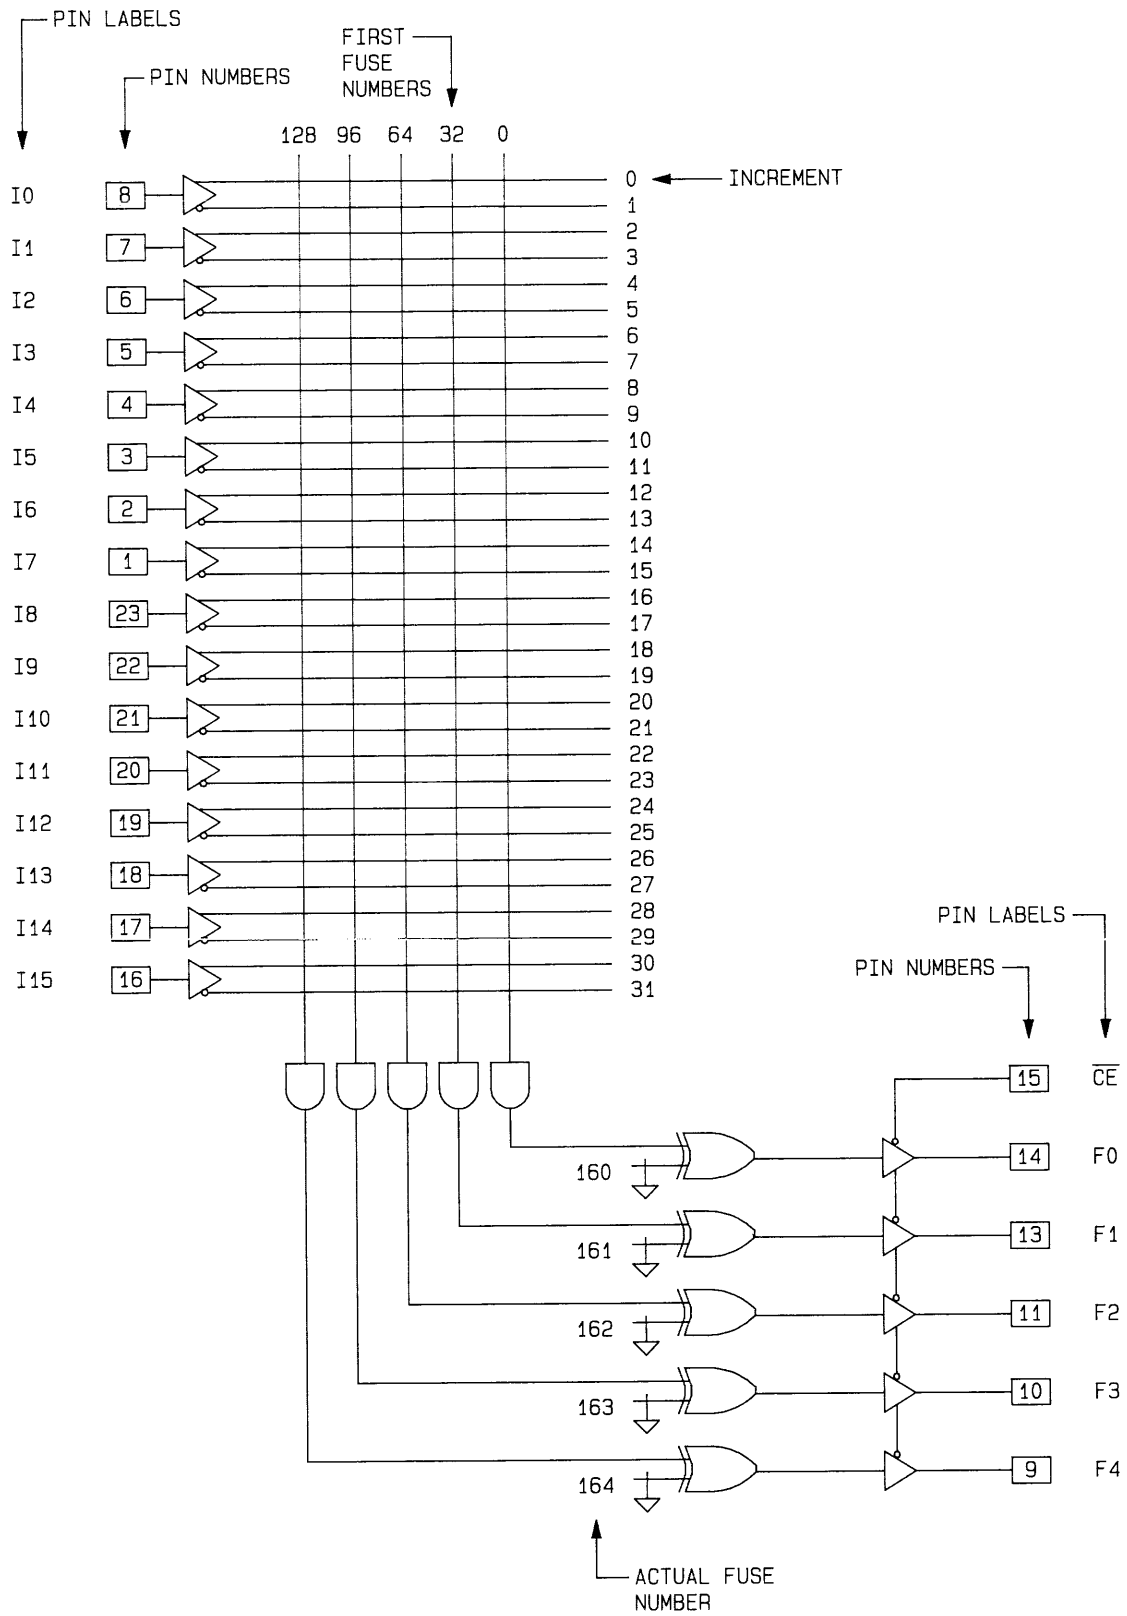 PIN LABELS
FIRST
FUSE
NUMBERS
PIN NUMBERS
128 96 64 32 0
I0 8 0 INCREMENT
1
I1 7 2
3
I2 6 4
5
I3 5 6
7
I4 4 8
9
I5 3 10
11
I6 2 12
13
I7 1 14
15
I8 23 16
17
I9 22 18
19
I10 21 20
21
I11 20 22
23
I12 19 24
25
I13 18 26
27
I14 17 28
29
I15 16 30
31
PIN LABELS
PIN NUMBERS
15 C̅E̅
14 F0
160
13 F1
161
11 F2
162
10 F3
163
9 F4
164
ACTUAL FUSE
NUMBER